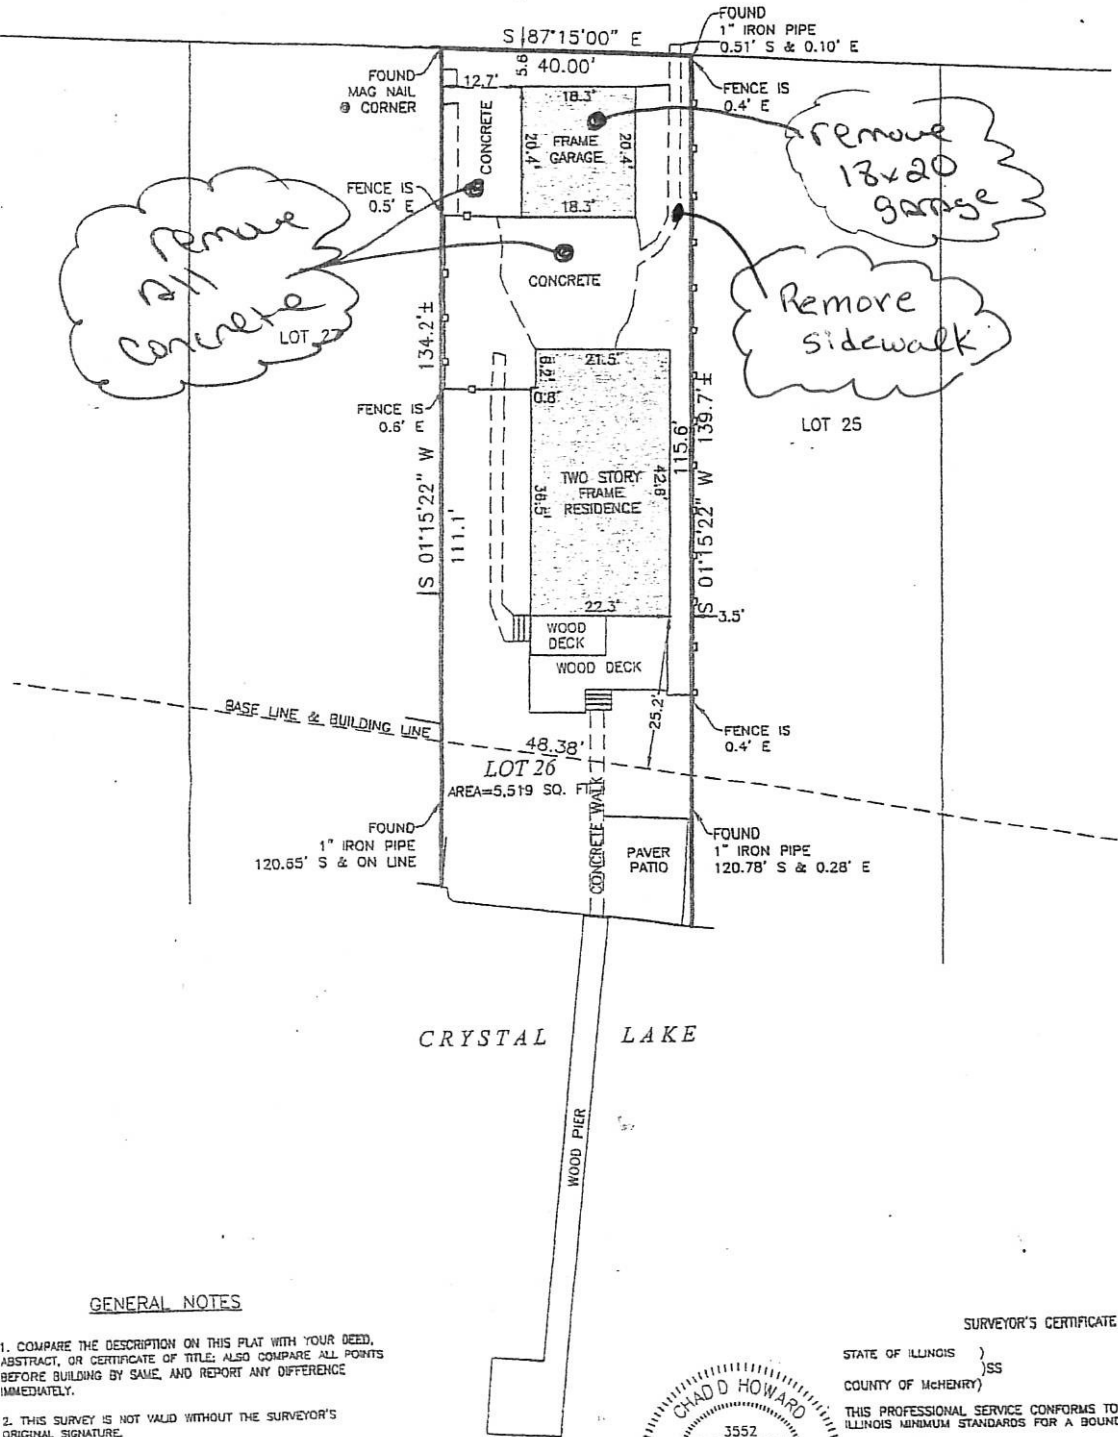 S 87°15'00" E
40.00'
5.8
12.7'
FOUND
1" IRON PIPE
0.51' S & 0.10' E
FOUND
MAG NAIL
@ CORNER
FENCE IS
0.4' E
remove
18x20
garage
18.3'
FRAME
GARAGE
20.4'
20.4'
18.3'
CONCRETE
FENCE IS
0.5' E
remove
All
Concrete
LOT 27
CONCRETE
Remove
sidewalk
LOT 25
134.2'±
S 01°15'22" W
111.1'
FENCE IS
0.6' E
21.5'
6.2'
0.8'
TWO STORY
FRAME
RESIDENCE
36.5'
42.6'
22.3'
115.6'
139.7'±
S 01°15'22" W
3.5'
WOOD
DECK
WOOD DECK
25.2'
BASE LINE & BUILDING LINE
48.38'
FENCE IS
0.4' E
LOT 26
AREA=5,519 SQ. FT.
CONCRETE WALK
PAVER
PATIO
FOUND
1" IRON PIPE
120.65' S & ON LINE
FOUND
1" IRON PIPE
120.78' S & 0.28' E
CRYSTAL LAKE
WOOD PIER
GENERAL NOTES
1. COMPARE THE DESCRIPTION ON THIS PLAT WITH YOUR DEED,
ABSTRACT, OR CERTIFICATE OF TITLE; ALSO COMPARE ALL POINTS
BEFORE BUILDING BY SAME, AND REPORT ANY DIFFERENCE
IMMEDIATELY.
2. THIS SURVEY IS NOT VALID WITHOUT THE SURVEYOR'S
ORIGINAL SIGNATURE.
CHAD D HOWARD
3552
SURVEYOR'S CERTIFICATE
STATE OF ILLINOIS )
)SS
COUNTY OF McHENRY)
THIS PROFESSIONAL SERVICE CONFORMS TO
ILLINOIS MINIMUM STANDARDS FOR A BOUND